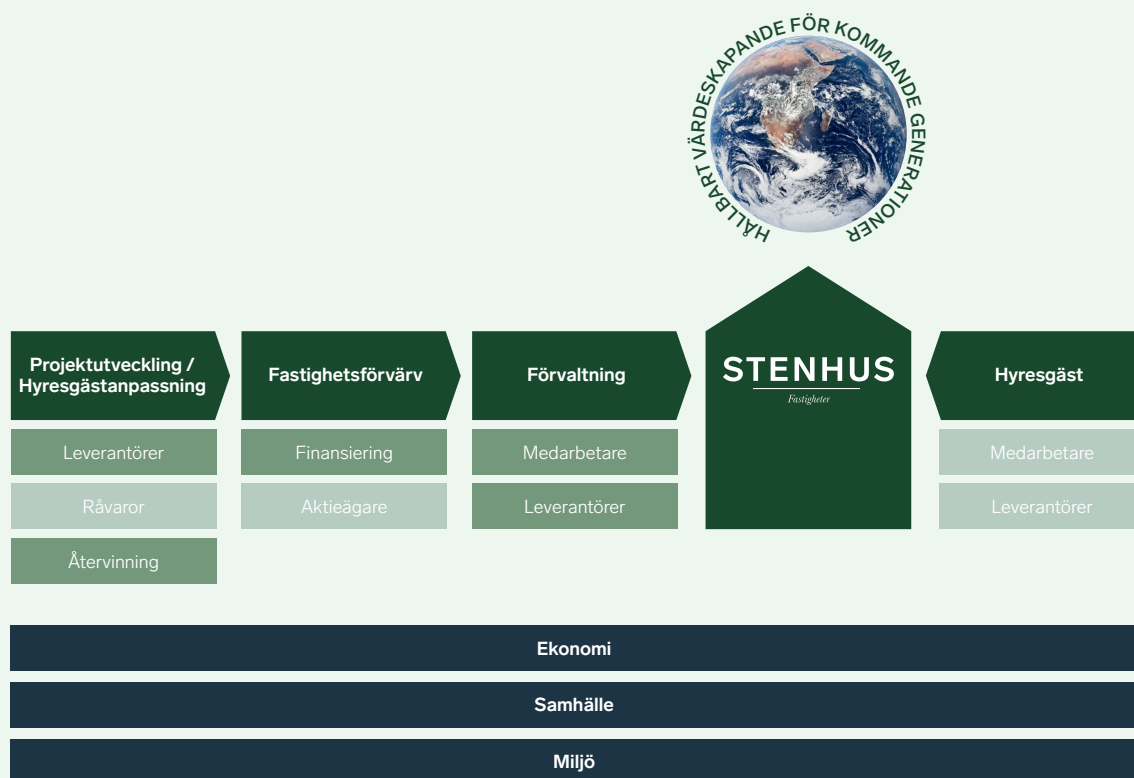 HÅLLBART VÄRDESKAPANDE FÖR KOMMANDE GENERATIONER
Projektutveckling /
Hyresgästanpassning
Leverantörer
Råvaror
Återvinning
Fastighetsförvärv
Finansiering
Aktieägare
Förvaltning
Medarbetare
Leverantörer
STENHUS
Fastigheter
Hyresgäst
Medarbetare
Leverantörer
Ekonomi
Samhälle
Miljö